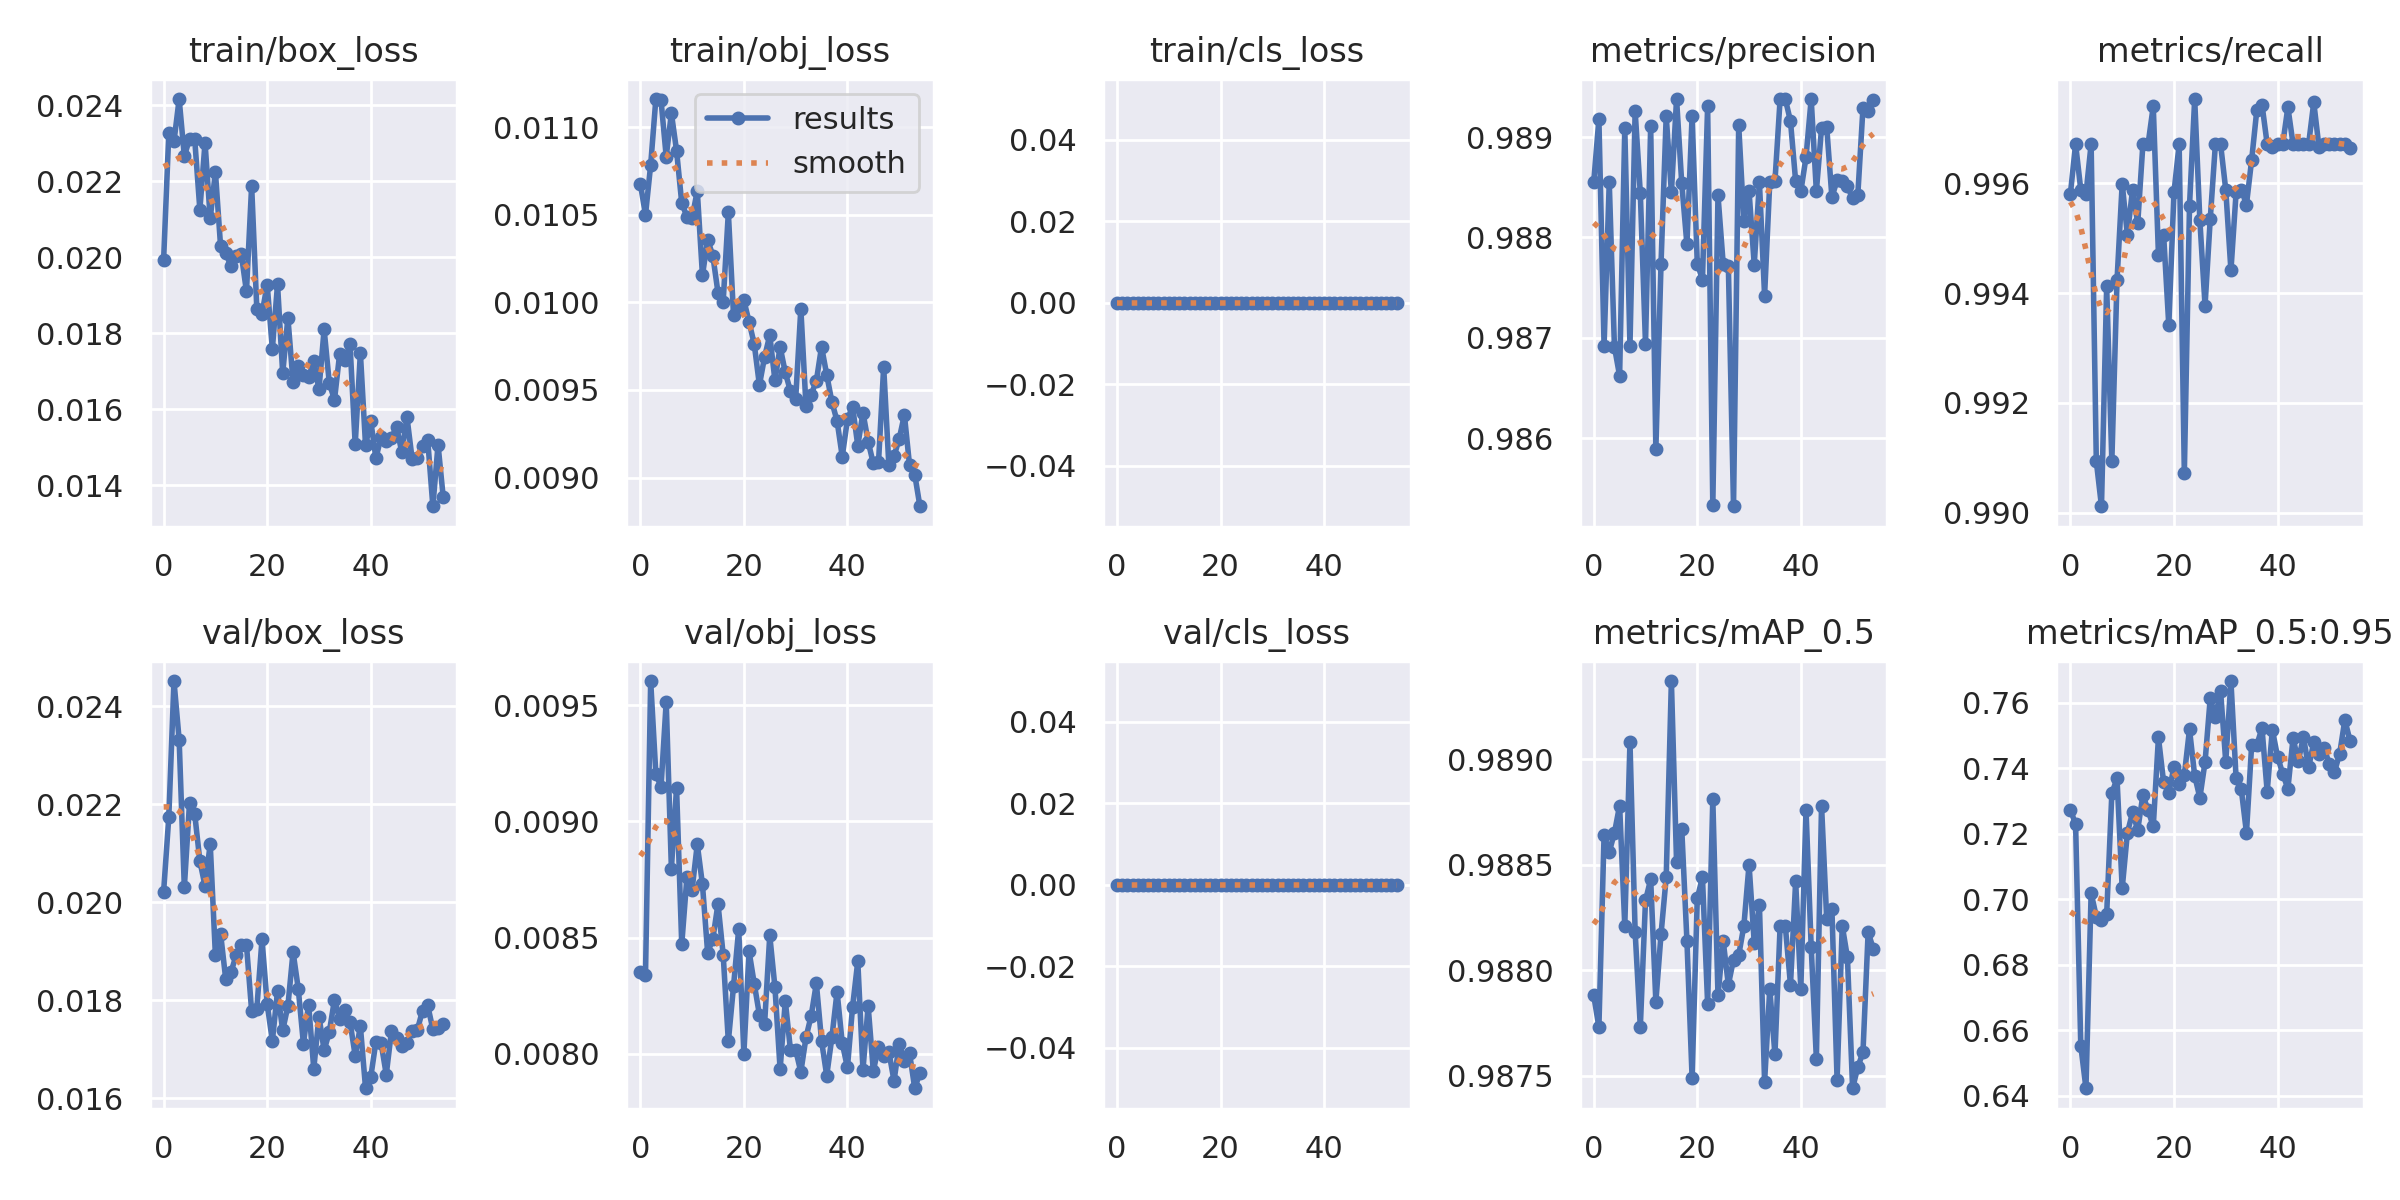 train/box_loss
0.024
0.022
0.020
0.018
0.016
0.014
0 20 40
train/obj_loss
results
smooth
0.0110
0.0105
0.0100
0.0095
0.0090
0 20 40
train/cls_loss
0.04
0.02
0.00
−0.02
−0.04
0 20 40
metrics/precision
0.989
0.988
0.987
0.986
0 20 40
metrics/recall
0.996
0.994
0.992
0.990
0 20 40
val/box_loss
0.024
0.022
0.020
0.018
0.016
0 20 40
val/obj_loss
0.0095
0.0090
0.0085
0.0080
0 20 40
val/cls_loss
0.04
0.02
0.00
−0.02
−0.04
0 20 40
metrics/mAP_0.5
0.9890
0.9885
0.9880
0.9875
0 20 40
metrics/mAP_0.5:0.95
0.76
0.74
0.72
0.70
0.68
0.66
0.64
0 20 40